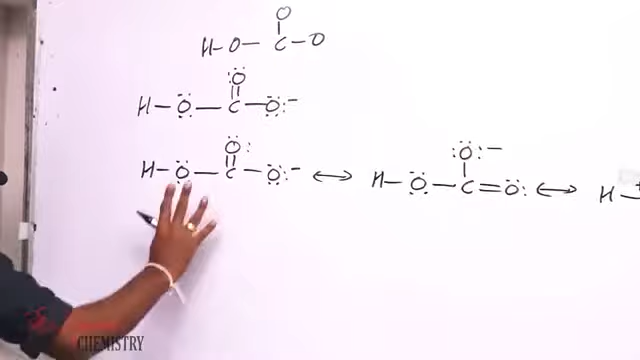 O
H-O-C-O
:Ö:
H-Ö-C-Ö:⁻
Ö:
H-Ö-C-Ö:⁻ ↔ H-Ö-C=Ö: ↔ H-
:Ö:⁻
CHEMISTRY